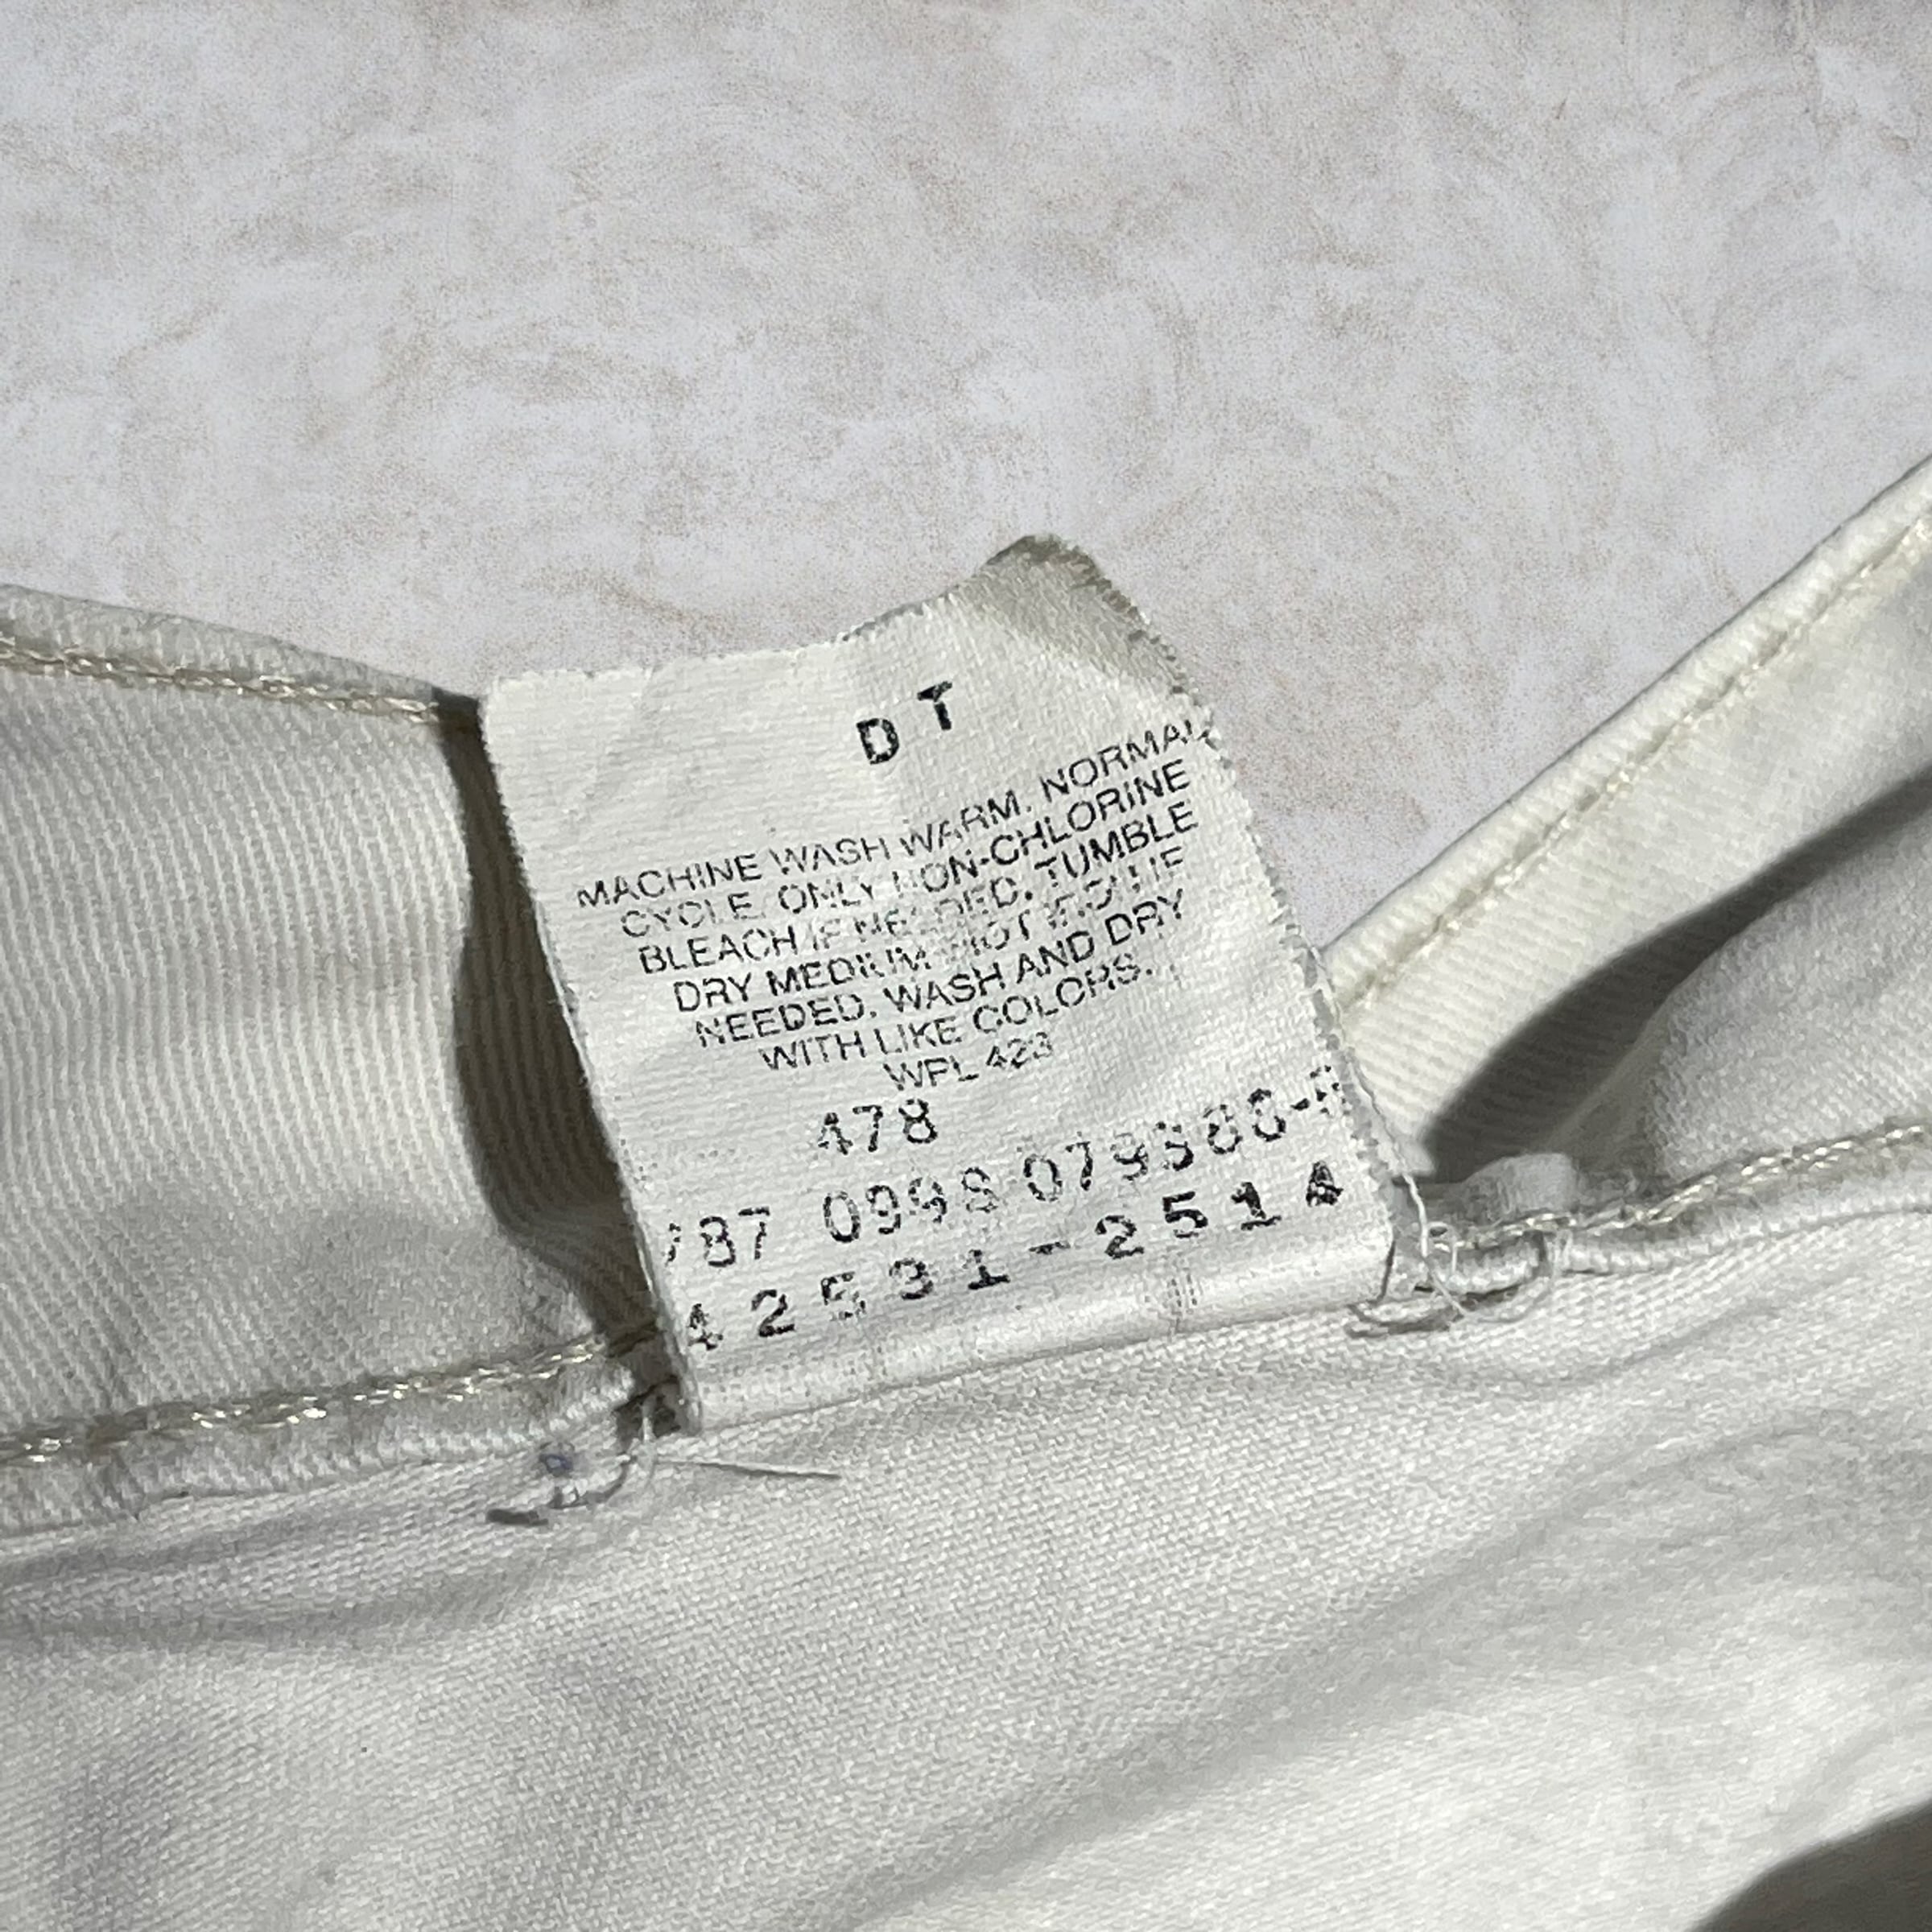 D T
MACHINE WASH WARM. NORMAL
CYCLE. ONLY NON-CHLORINE
BLEACH IF NEEDED. TUMBLE
DRY MEDIUM. HOT IRON IF
NEEDED. WASH AND DRY
WITH LIKE COLORS.
WPL 423
478
787 0998
42531-2514